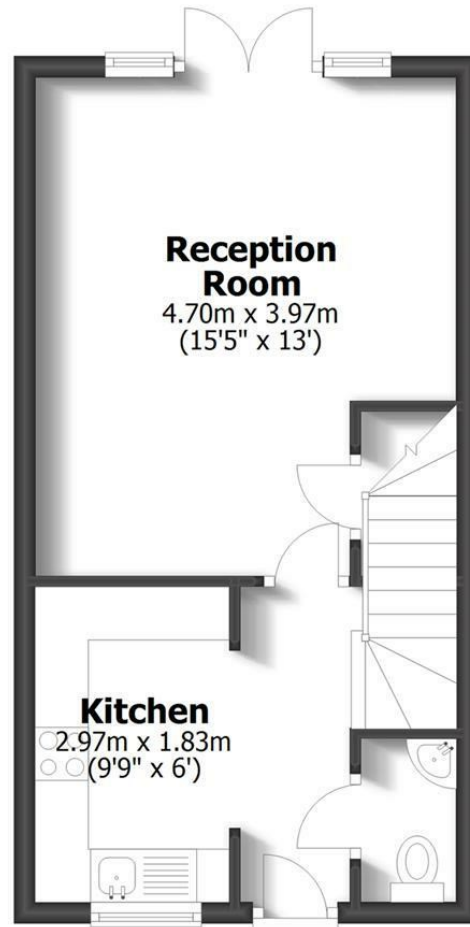 Reception
Room
4.70m x 3.97m
(15'5" x 13')
Kitchen
2.97m x 1.83m
(9'9" x 6')